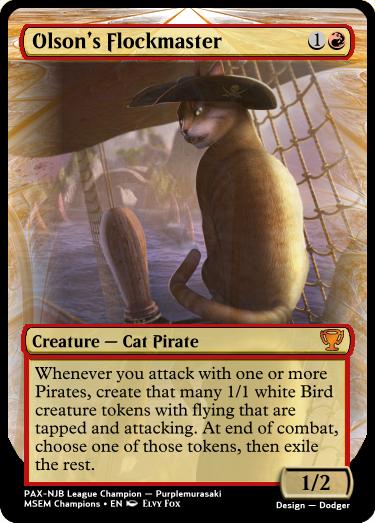 Olson's Flockmaster 1
Creature — Cat Pirate
Whenever you attack with one or more
Pirates, create that many 1/1 white Bird
creature tokens with flying that are
tapped and attacking. At end of combat,
choose one of those tokens, then exile
the rest.
1/2
PAX-NJB League Champion — Purplemurasaki
MSEM Champions • EN Elvy Fox
Design — Dodger